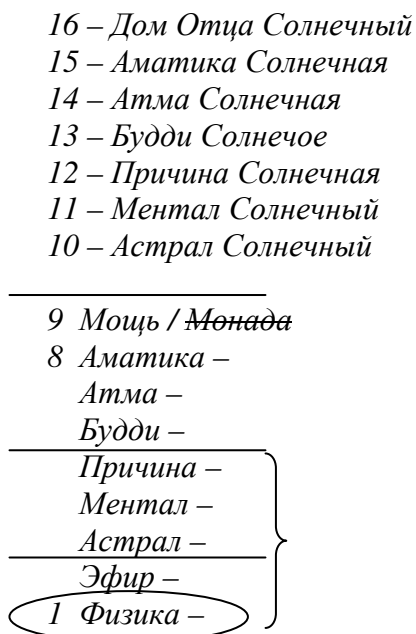 16 – Дом Отца Солнечный
15 – Аматика Солнечная
14 – Атма Солнечная
13 – Будди Солнечое
12 – Причина Солнечная
11 – Ментал Солнечный
10 – Астрал Солнечный
9 Мощь / Монада
8 Аматика –
Атма –
Будди –
Причина –
Ментал –
Астрал –
Эфир –
1 Физика –